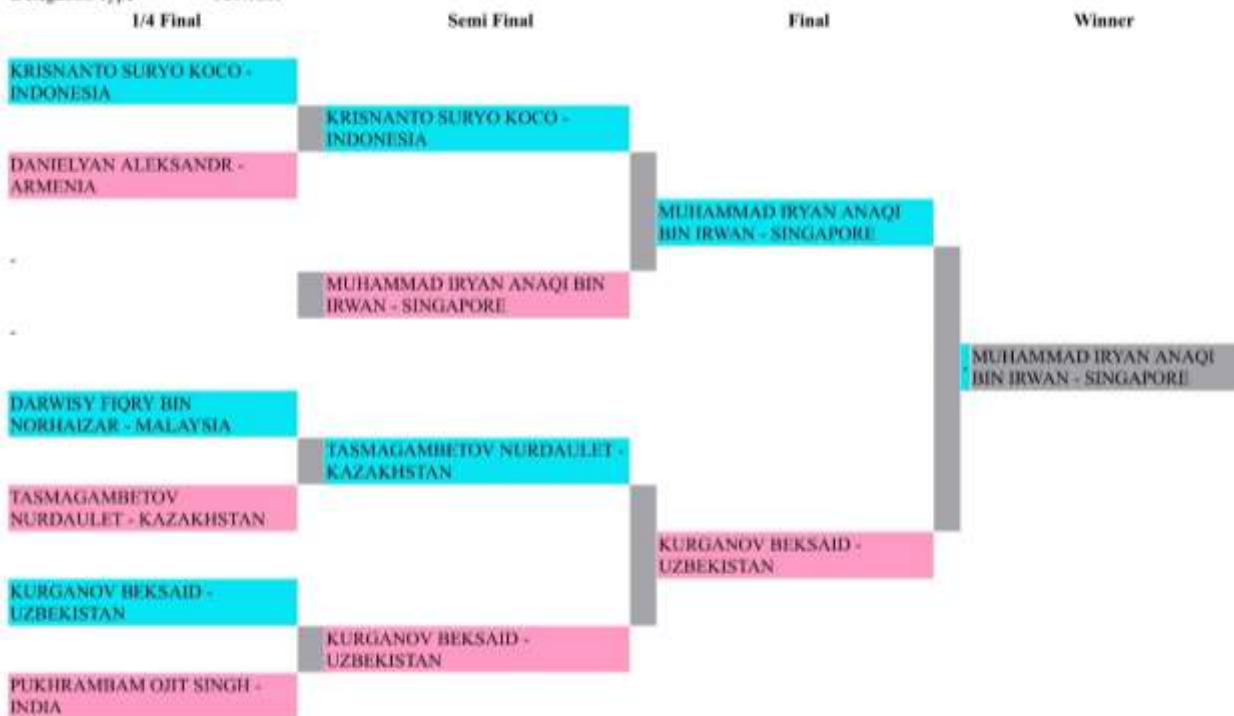 1/4 Final
Semi Final
Final
Winner
KRISNANTO SURYO KOCO -
INDONESIA
KRISNANTO SURYO KOCO -
INDONESIA
DANIELYAN ALEKSANDR -
ARMENIA
MUHAMMAD IRYAN ANAQI
BIN IRWAN - SINGAPORE
-
MUHAMMAD IRYAN ANAQI BIN
IRWAN - SINGAPORE
-
MUHAMMAD IRYAN ANAQI
BIN IRWAN - SINGAPORE
DARWISY FIQRY BIN
NORHAIZAR - MALAYSIA
TASMAGAMBETOV NURDAULET -
KAZAKHSTAN
TASMAGAMBETOV
NURDAULET - KAZAKHSTAN
KURGANOV BEKSAID -
UZBEKISTAN
KURGANOV BEKSAID -
UZBEKISTAN
KURGANOV BEKSAID -
UZBEKISTAN
PUKHRAMBAM OJIT SINGH -
INDIA